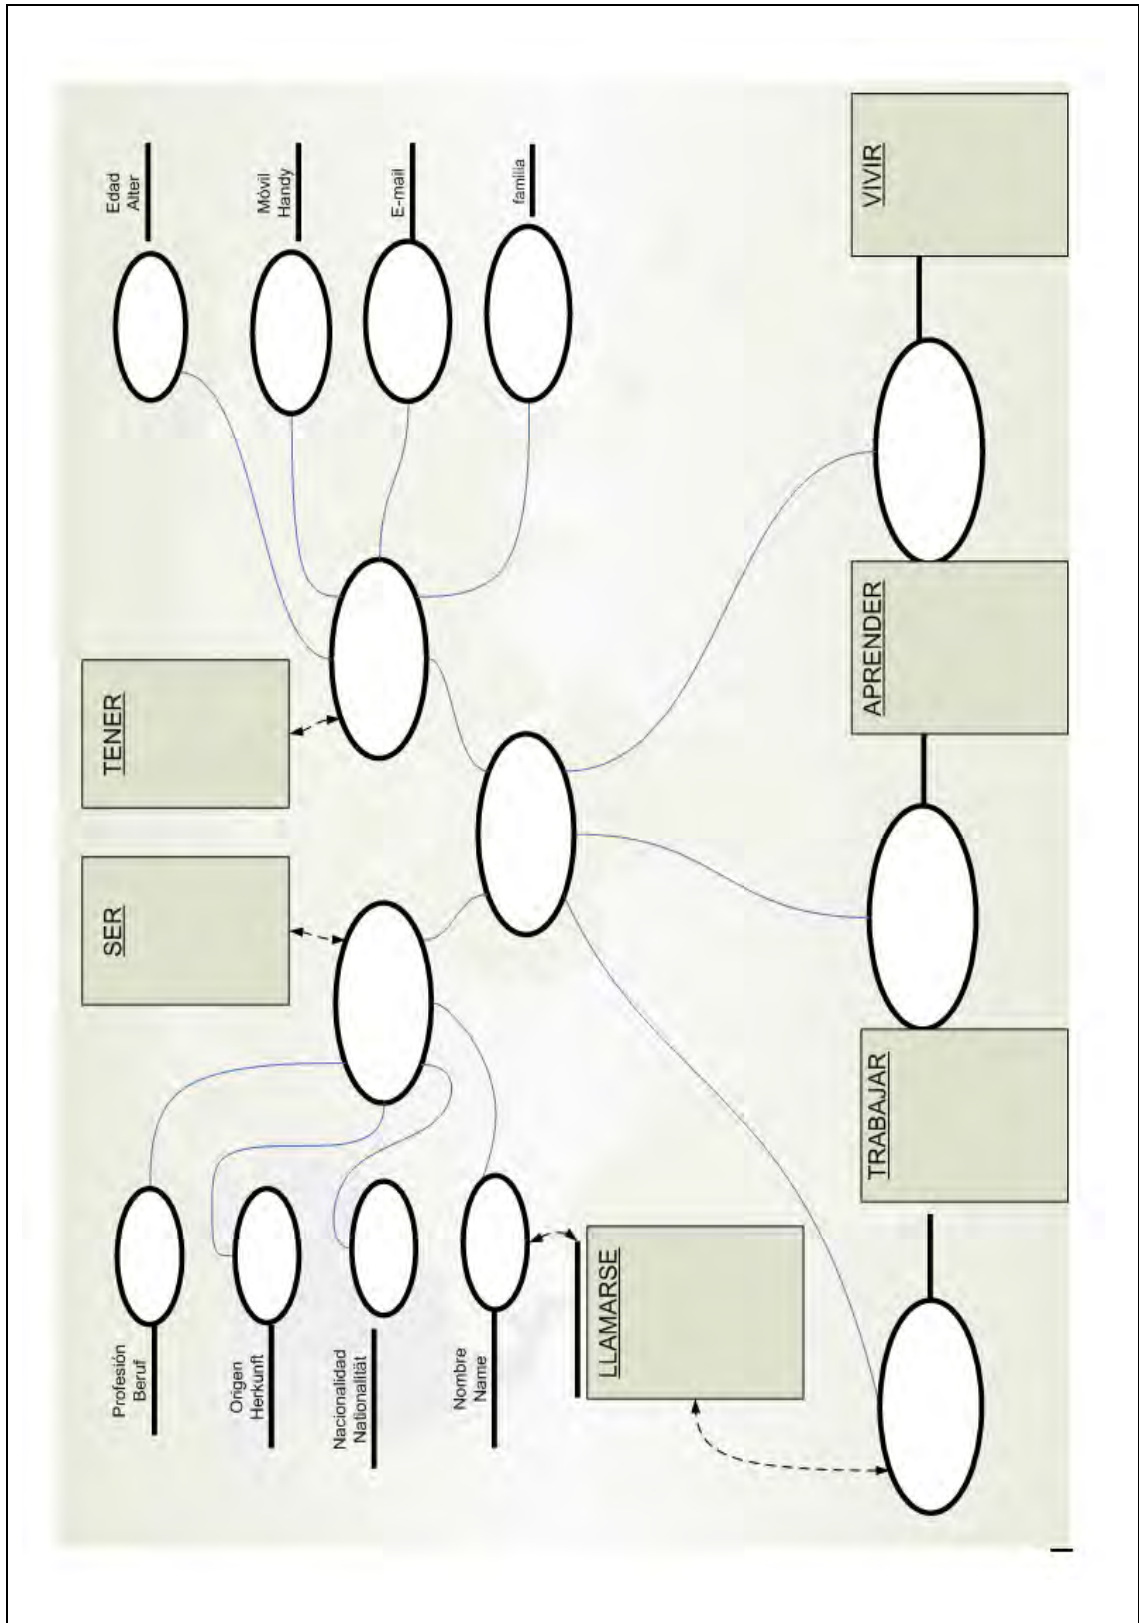 Profesión
Beruf
SER
TENER
Edad
Alter
Origen
Herkunft
Móvil
Handy
Nacionalidad
Nationalität
E-mail
Nombre
Name
familia
LLAMARSE
TRABAJAR
APRENDER
VIVIR